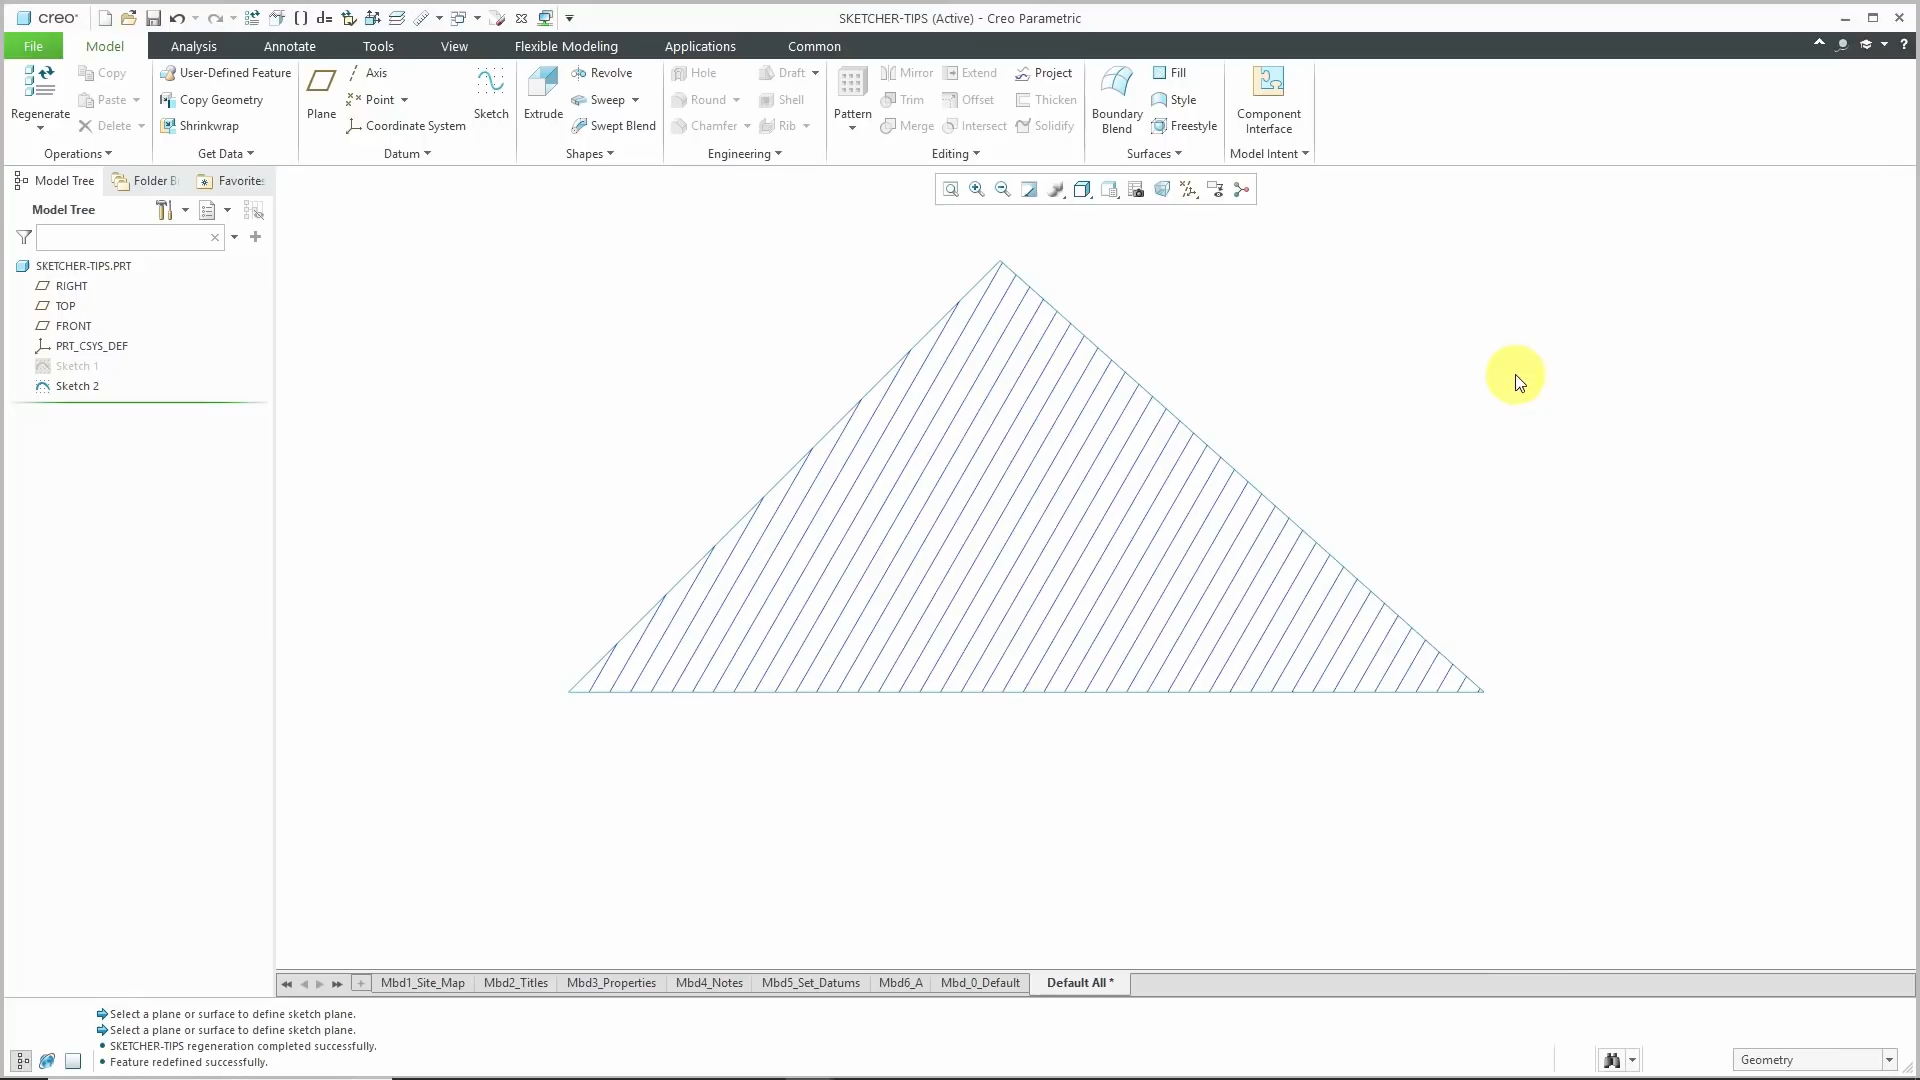 creo
SKETCHER-TIPS (Active) - Creo Parametric
File Model Analysis Annotate Tools View Flexible Modeling Applications Common
Regenerate
Copy
Paste
Delete
Operations
User-Defined Feature
Copy Geometry
Shrinkwrap
Get Data
Plane
Axis
Point
Coordinate System
Sketch
Datum
Extrude
Revolve
Sweep
Swept Blend
Shapes
Hole
Round
Chamfer
Draft
Shell
Rib
Engineering
Pattern
Mirror
Trim
Merge
Extend
Offset
Intersect
Project
Thicken
Solidify
Editing
Boundary
Blend
Fill
Style
Freestyle
Surfaces
Component
Interface
Model Intent
Model Tree Folder B Favorites
Model Tree
SKETCHER-TIPS.PRT
RIGHT
TOP
FRONT
PRT_CSYS_DEF
Sketch 1
Sketch 2
Mbd1_Site_Map Mbd2_Titles Mbd3_Properties Mbd4_Notes Mbd5_Set_Datums Mbd6_A Mbd_0_Default Default All *
Select a plane or surface to define sketch plane.
Select a plane or surface to define sketch plane.
• SKETCHER-TIPS regeneration completed successfully.
• Feature redefined successfully.
Geometry